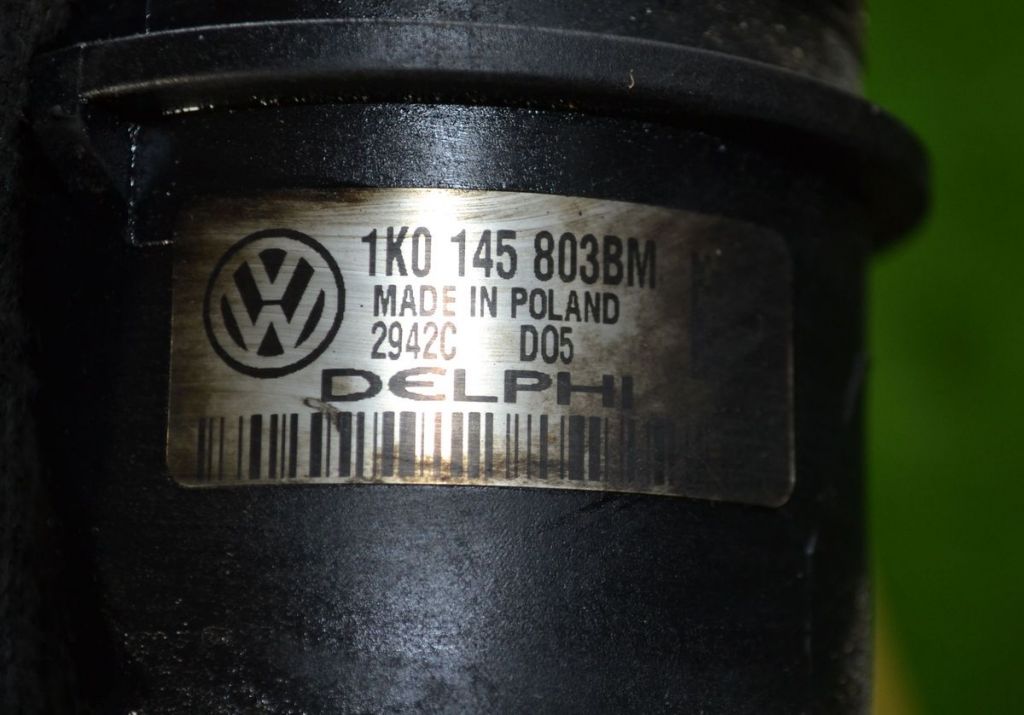 1K0 145 803BM
MADE IN POLAND
2942C D05
DELPHI